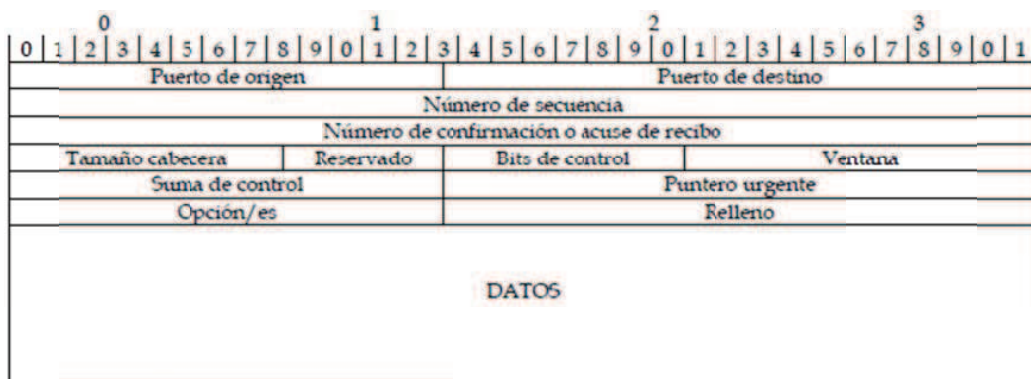 0 1 2 3
0 1 2 3 4 5 6 7 8 9 0 1 2 3 4 5 6 7 8 9 0 1 2 3 4 5 6 7 8 9 0 1
Puerto de origen Puerto de destino
Número de secuencia
Número de confirmación o acuse de recibo
Tamaño cabecera Reservado Bits de control Ventana
Suma de control Puntero urgente
Opción/es Relleno
DATOS